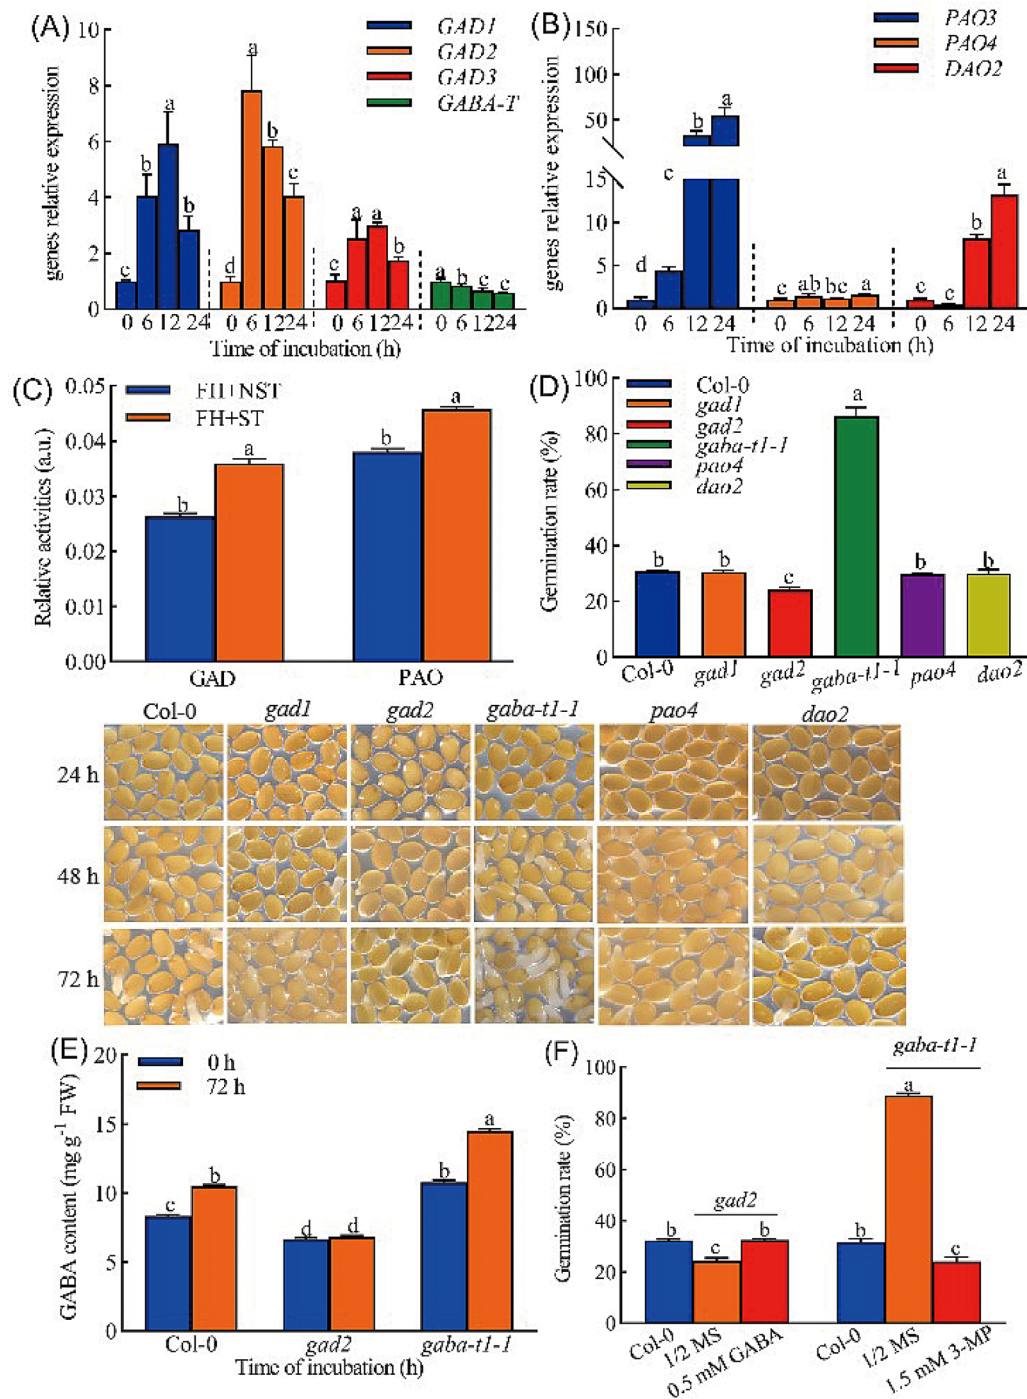 (A)
genes relative expression
10
8
6
4
2
0
GAD1
GAD2
GAD3
GABA-T
c b a b
d a b c
c a a b
a b c c
0 6 12 24 0 6 12 24 0 6 12 24 0 6 12 24
Time of incubation (h)
(B)
genes relative expression
150
100
50
15
10
5
0
PAO3
PAO4
DAO2
d c b a
c ab bc a
c c b a
0 6 12 24 0 6 12 24 0 6 12 24
Time of incubation (h)
(C)
Relative activities (a.u.)
0.05
0.04
0.03
0.02
0.01
0.00
FH+NST
FH+ST
b a b a
GAD PAO
(D)
Germination rate (%)
100
80
60
40
20
0
Col-0
gad1
gad2
gaba-t1-1
pao4
dao2
b b c a b b
Col-0 gad1 gad2 gaba-t1-1 pao4 dao2
Col-0 gad1 gad2 gaba-t1-1 pao4 dao2
24 h
48 h
72 h
(E)
GABA content (mg g⁻¹ FW)
20
15
10
5
0
0 h
72 h
c b d d b a
Col-0 gad2 gaba-t1-1
Time of incubation (h)
(F)
Germination rate (%)
100
80
60
40
20
0
gaba-t1-1
gad2
b c b b a c
Col-0 1/2 MS 0.5 mM GABA Col-0 1/2 MS 1.5 mM 3-MP